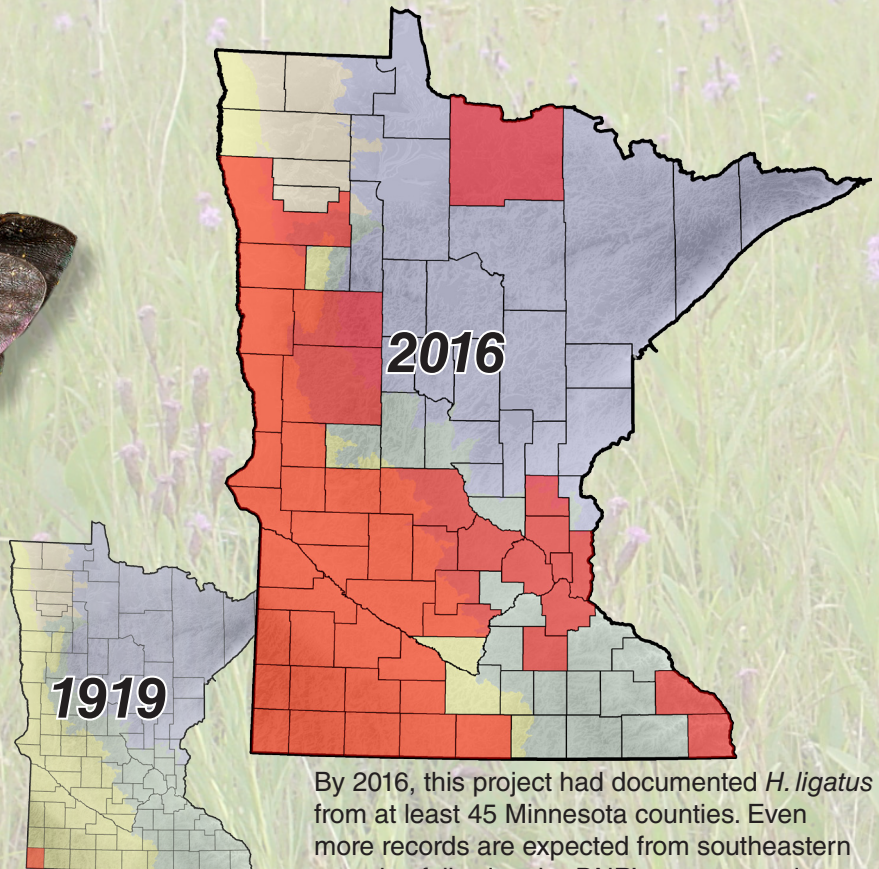 2016
1919
By 2016, this project had documented H. ligatus
from at least 45 Minnesota counties. Even
more records are expected from southeastern